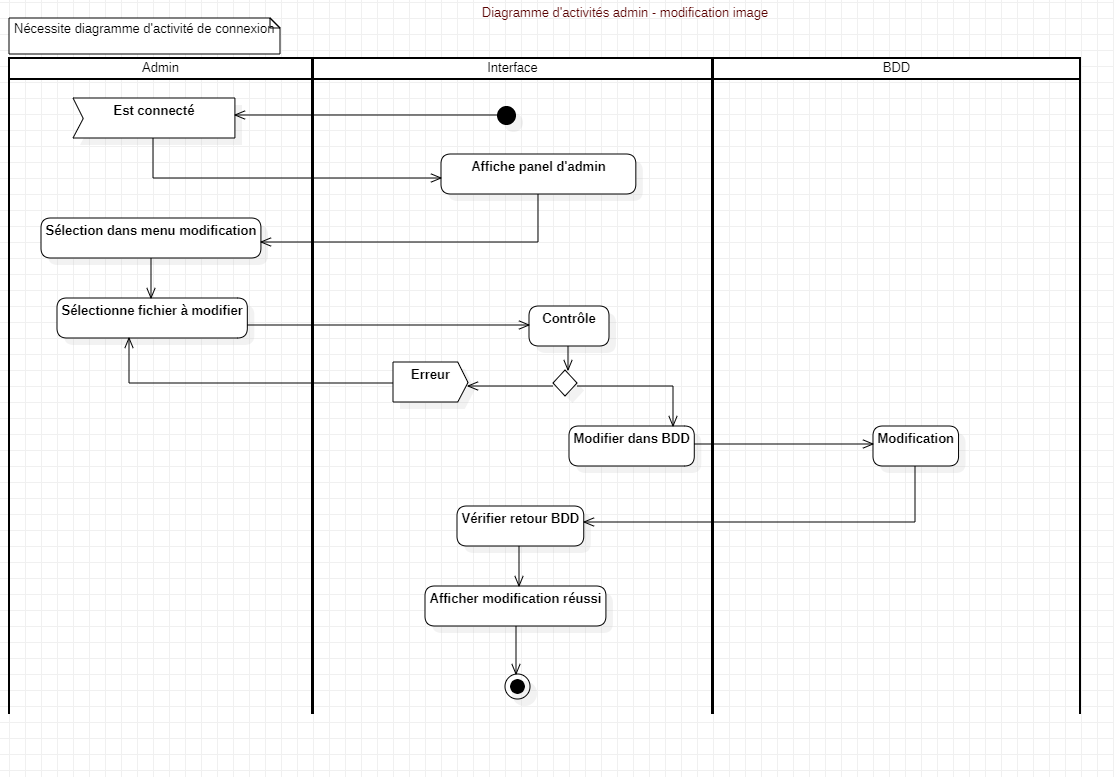 Diagramme d'activités admin - modification image
Nécessite diagramme d'activité de connexion
Admin
Interface
BDD
Est connecté
Affiche panel d'admin
Sélection dans menu modification
Sélectionne fichier à modifier
Contrôle
Erreur
Modifier dans BDD
Modification
Vérifier retour BDD
Afficher modification réussi